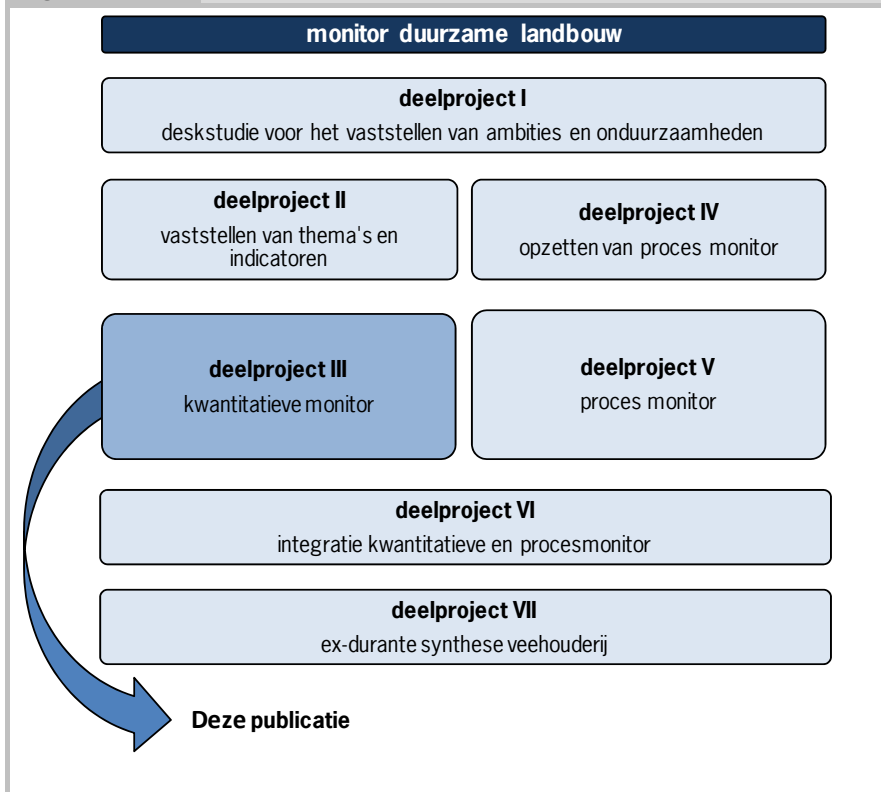 monitor duurzame landbouw
deelproject I
deskstudie voor het vaststellen van ambities en onduurzaamheden
deelproject II
vaststellen van thema's en
indicatoren
deelproject IV
opzetten van proces monitor
deelproject III
kwantitatieve monitor
deelproject V
proces monitor
deelproject VI
integratie kwantitatieve en procesmonitor
deelproject VII
ex-durante synthese veehouderij
Deze publicatie